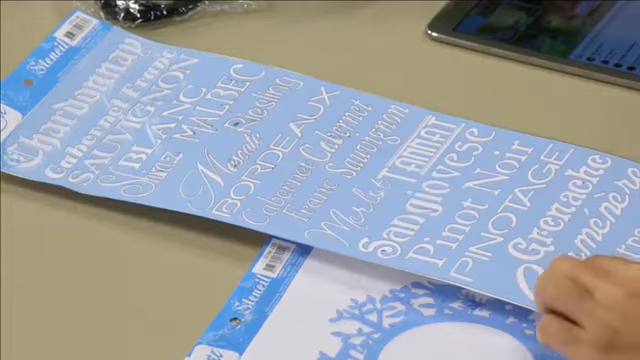 Stencil
Chardonnay
Cabernet Franc
SAUVIGNON
BLANC
Shiraz
MALBEC
Riesling
Moscato
BORDEAUX
Cabernet
Franc
Cabernet
Sauvignon
Merlot
TANNAT
Sangiovese
Pinot Noir
PINOTAGE
Grenache
Stencil